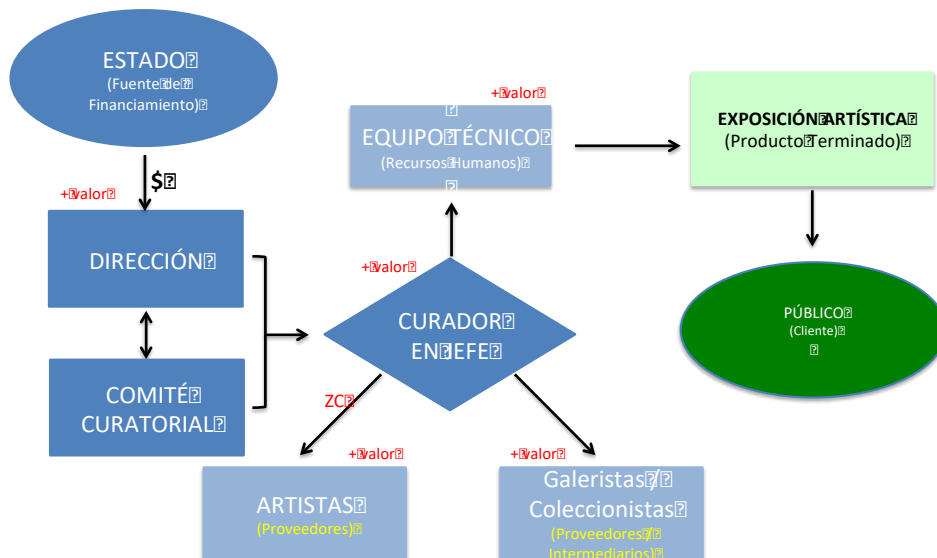 ESTADO
(Fuente de
Financiamiento)
$
+ valor
DIRECCIÓN
COMITÉ
CURATORIAL
+ valor
EQUIPO TÉCNICO
(Recursos Humanos)
EXPOSICIÓN ARTÍSTICA
(Producto Terminado)
+ valor
CURADOR
EN JEFE
PÚBLICO
(Cliente)
ZC
+ valor
ARTISTAS
(Proveedores)
+ valor
Galeristas /
Coleccionistas
(Proveedores /
Intermediarios)